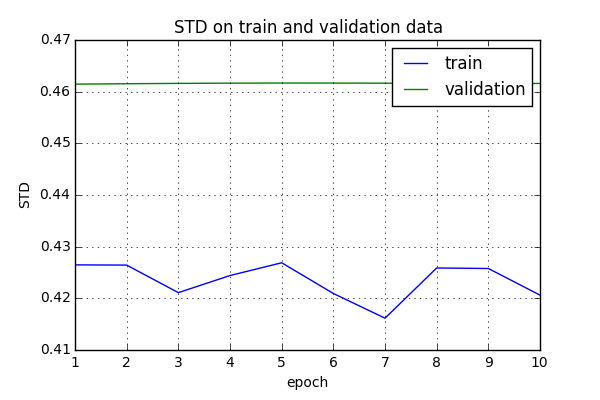 STD on train and validation data
0.47
0.46
0.45
0.44
0.43
0.42
0.41
STD
train
validation
1 2 3 4 5 6 7 8 9 10
epoch